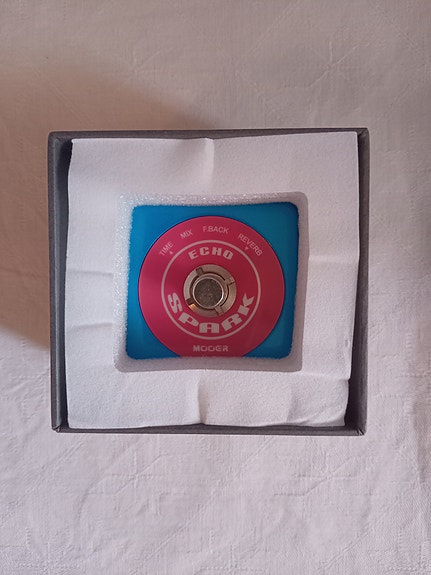 TIME MIX F.BACK REVERB
ECHO
SPARK
MOOER